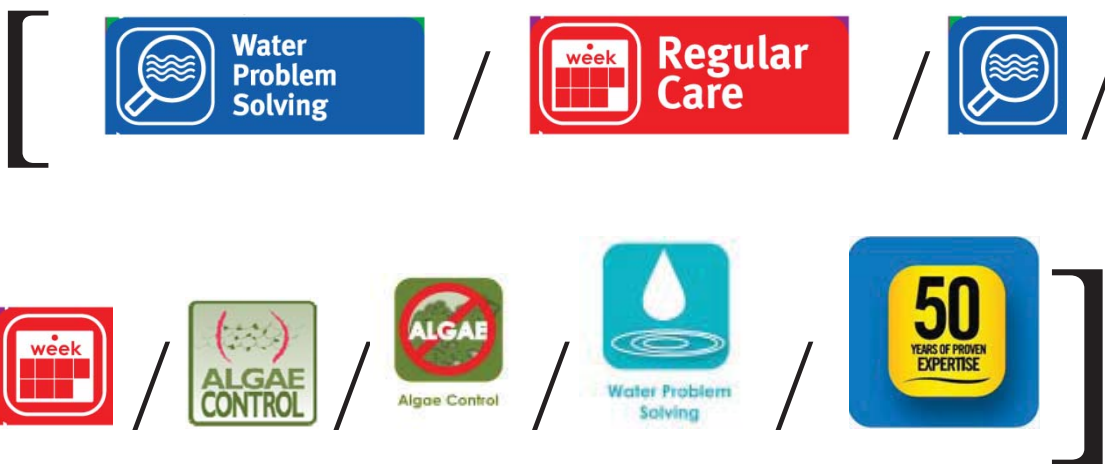 [ Water
Problem
Solving / week Regular
Care / /
week / ALGAE
CONTROL / ALGAE
Algae Control / Water Problem
Solving / 50
YEARS OF PROVEN
EXPERTISE ]